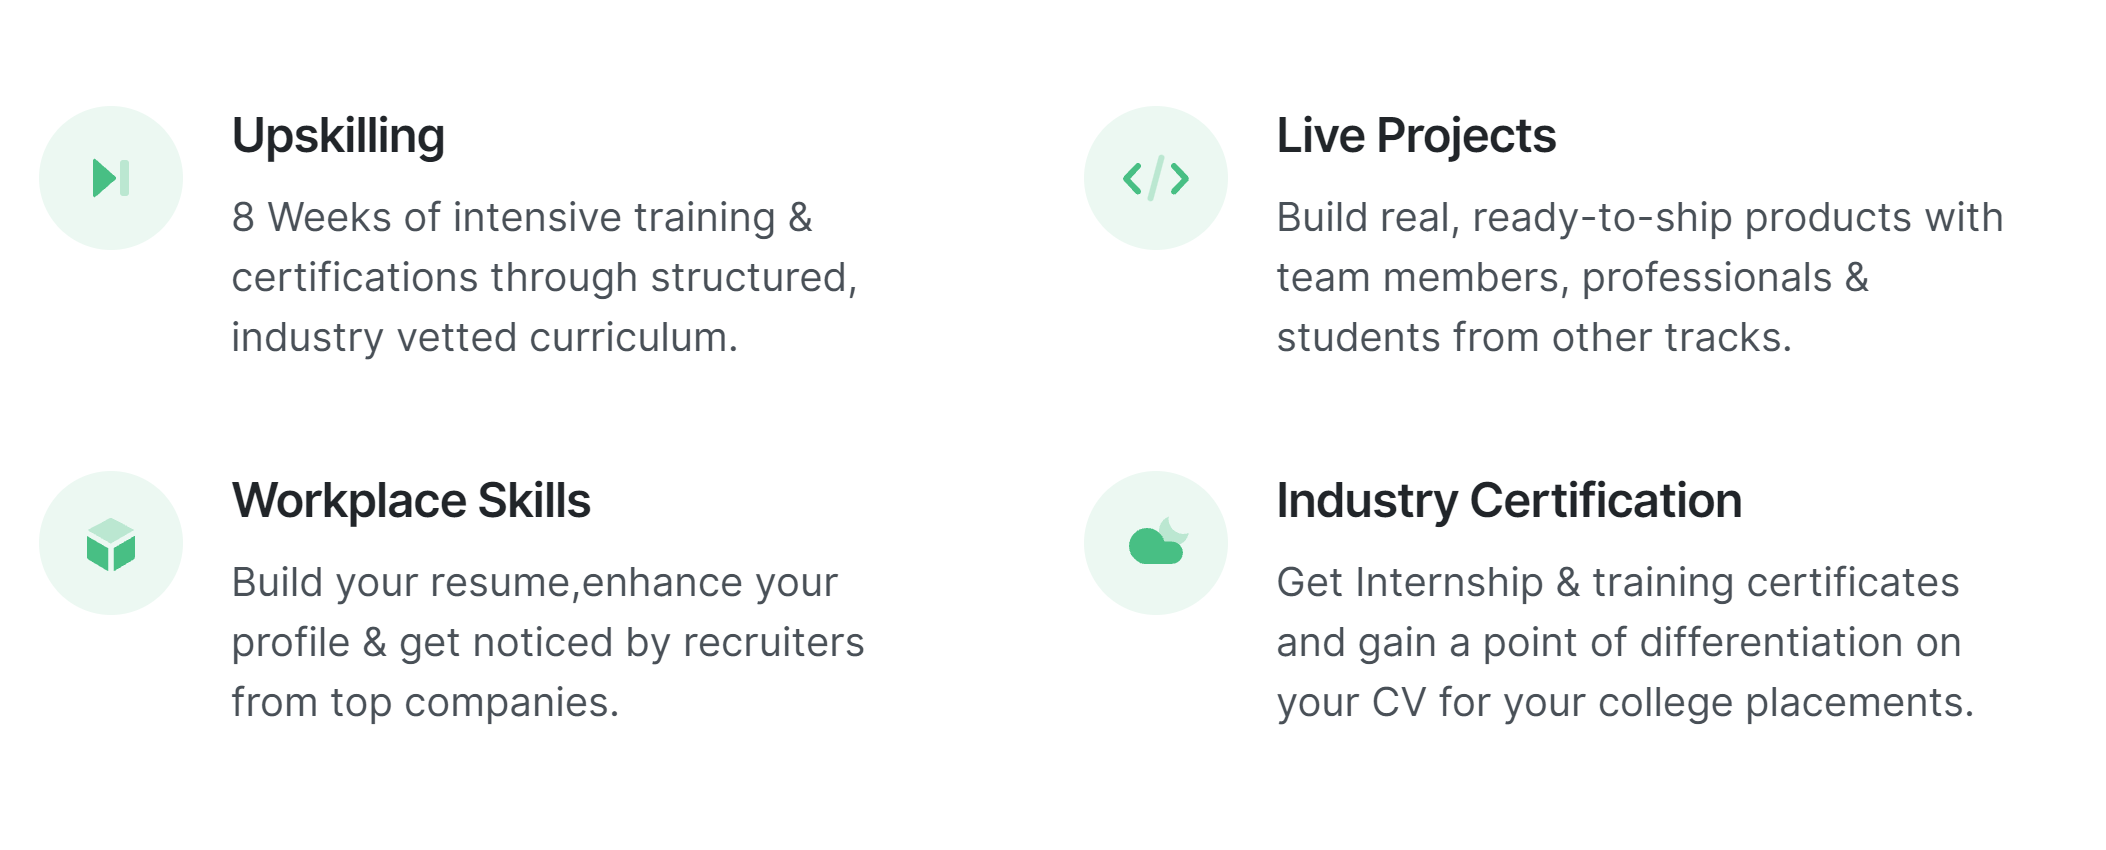 Upskilling
8 Weeks of intensive training &
certifications through structured,
industry vetted curriculum.
Live Projects
Build real, ready-to-ship products with
team members, professionals &
students from other tracks.
Workplace Skills
Build your resume,enhance your
profile & get noticed by recruiters
from top companies.
Industry Certification
Get Internship & training certificates
and gain a point of differentiation on
your CV for your college placements.